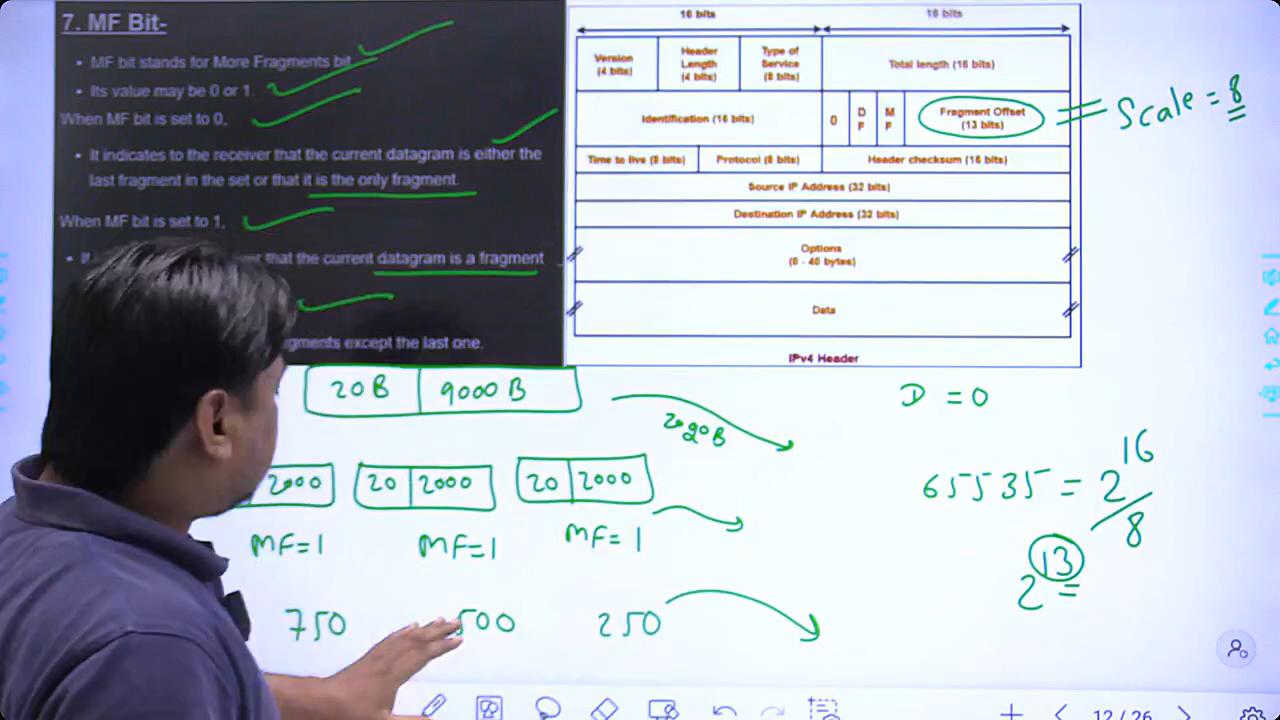 7. MF Bit-
MF bit stands for More Fragments bit.
Its value may be 0 or 1.
When MF bit is set to 0,
It indicates to the receiver that the current datagram is either the
last fragment in the set or that it is the only fragment.
When MF bit is set to 1,
that the current datagram is a fragment
except the last one.
16 bits
16 bits
Version
(4 bits)
Header
Length
(4 bits)
Type of
Service
(8 bits)
Total length (16 bits)
Identification (16 bits)
0
D
F
M
F
Fragment Offset
(13 bits)
Scale = 8
Time to live (8 bits)
Protocol (8 bits)
Header checksum (16 bits)
Source IP Address (32 bits)
Destination IP Address (32 bits)
Options
(0 - 40 bytes)
Data
IPv4 Header
20B 9000 B
2020B
D = 0
2000
20 2000
20 2000
MF=1
MF=1
MF=1
65535 = 2^16
/8
2^13 =
750
500
250
12 / 26